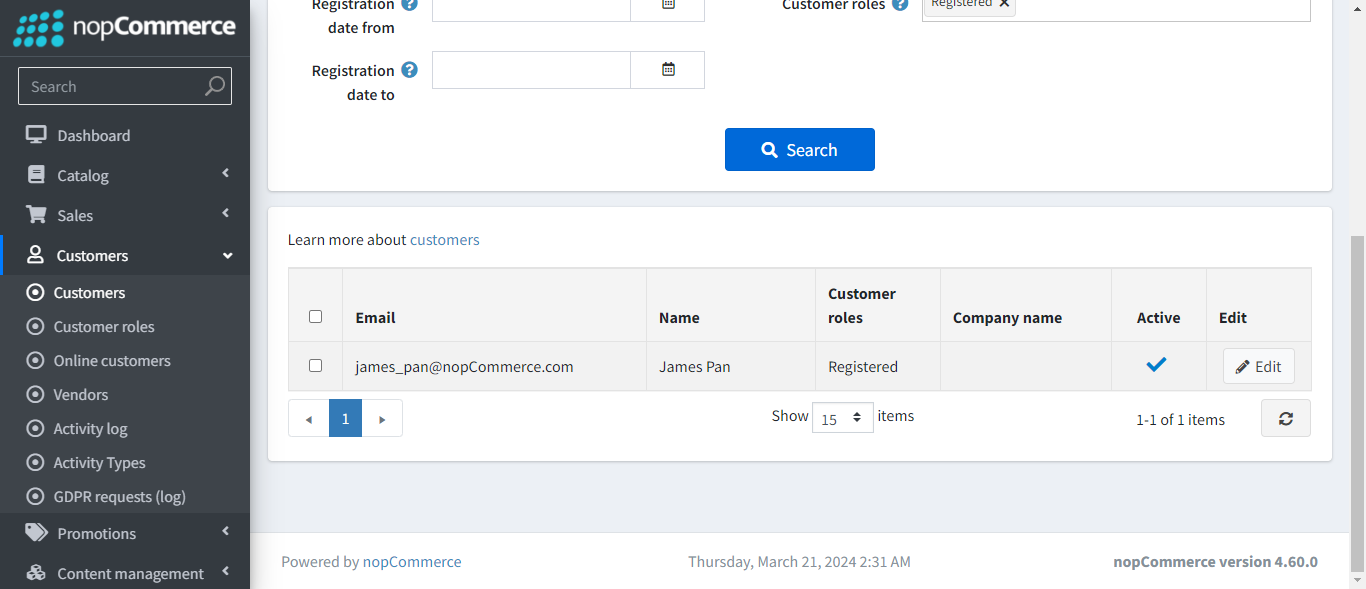 nopCommerce
Search
Dashboard
Catalog
Sales
Customers
Customers
Customer roles
Online customers
Vendors
Activity log
Activity Types
GDPR requests (log)
Promotions
Content management
Registration
date from
Customer roles
Registered
Registration
date to
Search
Learn more about customers
Email Name Customer roles Company name Active Edit
james_pan@nopCommerce.com James Pan Registered Edit
1 Show 15 items 1-1 of 1 items
Powered by nopCommerce Thursday, March 21, 2024 2:31 AM nopCommerce version 4.60.0